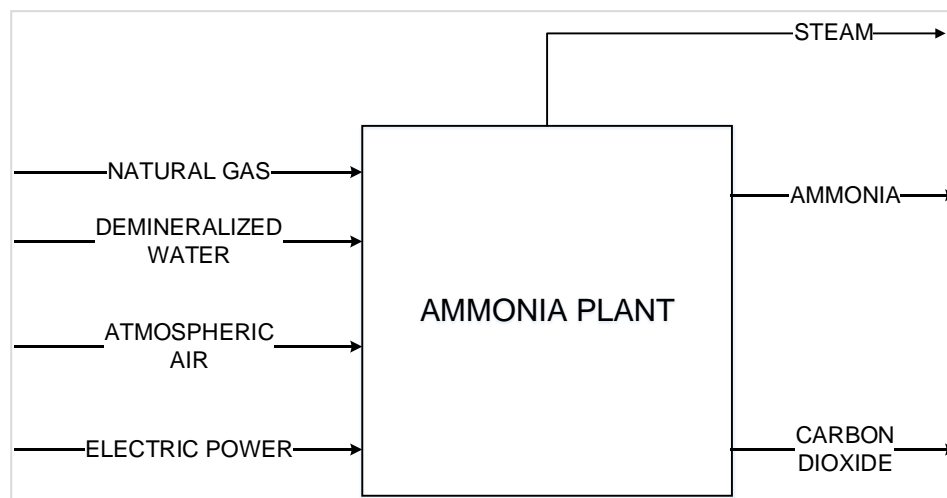 STEAM
NATURAL GAS
AMMONIA
DEMINERALIZED
WATER
AMMONIA PLANT
ATMOSPHERIC
AIR
ELECTRIC POWER
CARBON
DIOXIDE